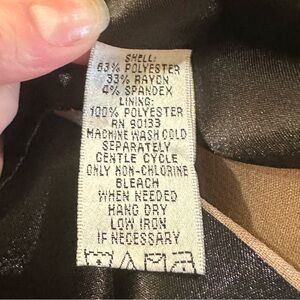 SHELL:
63% POLYESTER
33% RAYON
4% SPANDEX
LINING:
100% POLYESTER
RN 90133
MACHINE WASH COLD
SEPARATELY
GENTLE CYCLE
ONLY NON-CHLORINE
BLEACH
WHEN NEEDED
HANG DRY
LOW IRON
IF NECESSARY